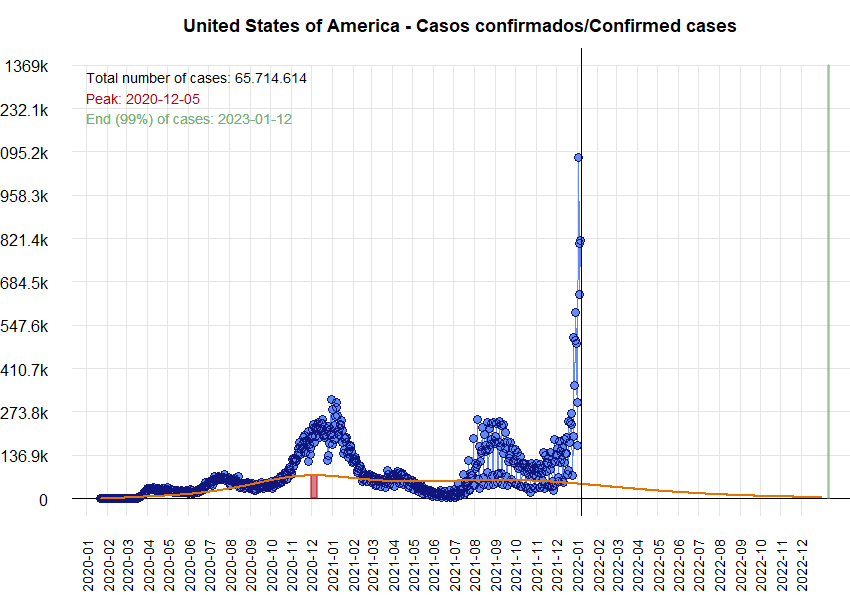 United States of America - Casos confirmados/Confirmed cases
1369k
232.1k
095.2k
958.3k
821.4k
684.5k
547.6k
410.7k
273.8k
136.9k
0
Total number of cases: 65.714.614
Peak: 2020-12-05
End (99%) of cases: 2023-01-12
2020-01
2020-02
2020-03
2020-04
2020-05
2020-06
2020-07
2020-08
2020-09
2020-10
2020-11
2020-12
2021-01
2021-02
2021-03
2021-04
2021-05
2021-06
2021-07
2021-08
2021-09
2021-10
2021-11
2021-12
2022-01
2022-02
2022-03
2022-04
2022-05
2022-06
2022-07
2022-08
2022-09
2022-10
2022-11
2022-12